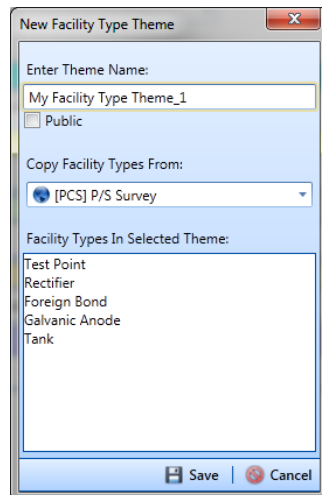 New Facility Type Theme
Enter Theme Name:
My Facility Type Theme_1
Public
Copy Facility Types From:
[PCS] P/S Survey
Facility Types In Selected Theme:
Test Point
Rectifier
Foreign Bond
Galvanic Anode
Tank
Save | Cancel